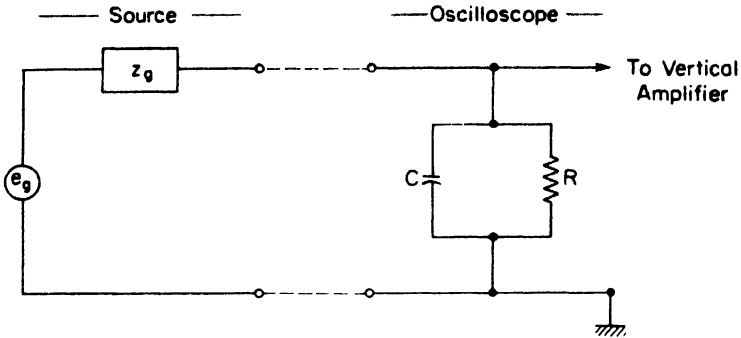 Source
Oscilloscope
zg
To Vertical
Amplifier
eg
C
R